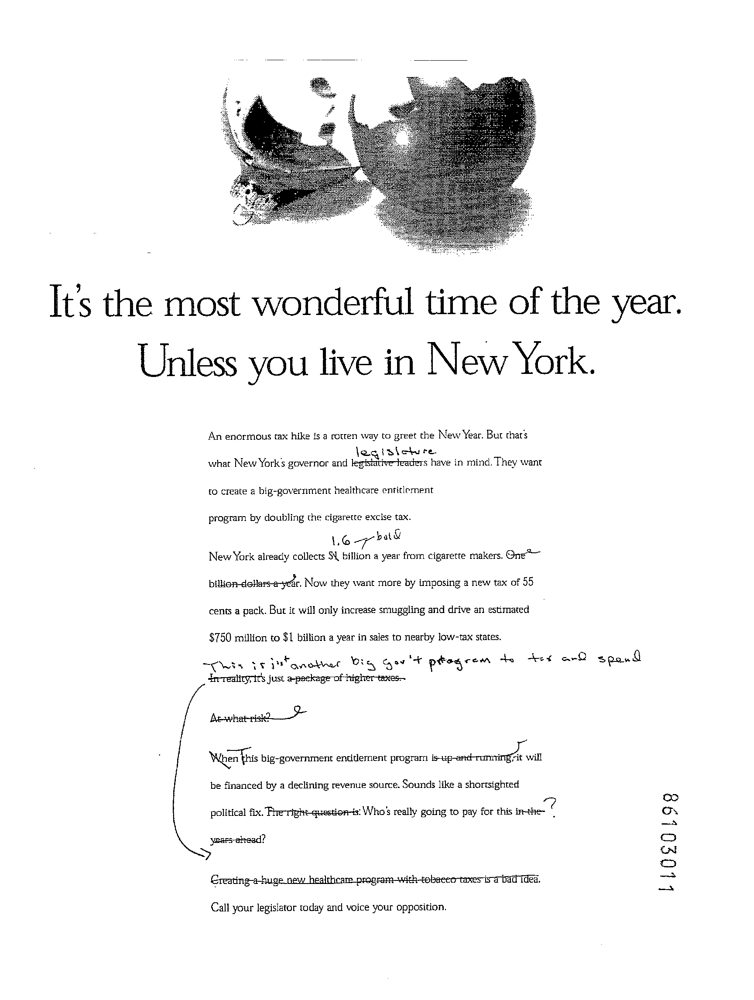 It's the most wonderful time of the year.
Unless you live in New York.
An enormous tax hike is a rotten way to greet the New Year. But that's
legislature
what New York's governor and legislative leaders have in mind. They want
to create a big-government healthcare entitlement
program by doubling the cigarette excise tax.
1.6 bold
New York already collects $1 billion a year from cigarette makers. One
billion dollars a year. Now they want more by imposing a new tax of 55
cents a pack. But it will only increase smuggling and drive an estimated
$750 million to $1 billion a year in sales to nearby low-tax states.
This is just another big gov't program to tax and spend
In reality, it's just a package of higher taxes.
At what risk?
When this big-government entitlement program is up and running, it will
be financed by a declining revenue source. Sounds like a shortsighted
political fix. The right question is: Who's really going to pay for this in the ?
years ahead?
Creating a huge new healthcare program with tobacco taxes is a bad idea.
Call your legislator today and voice your opposition.
86103011